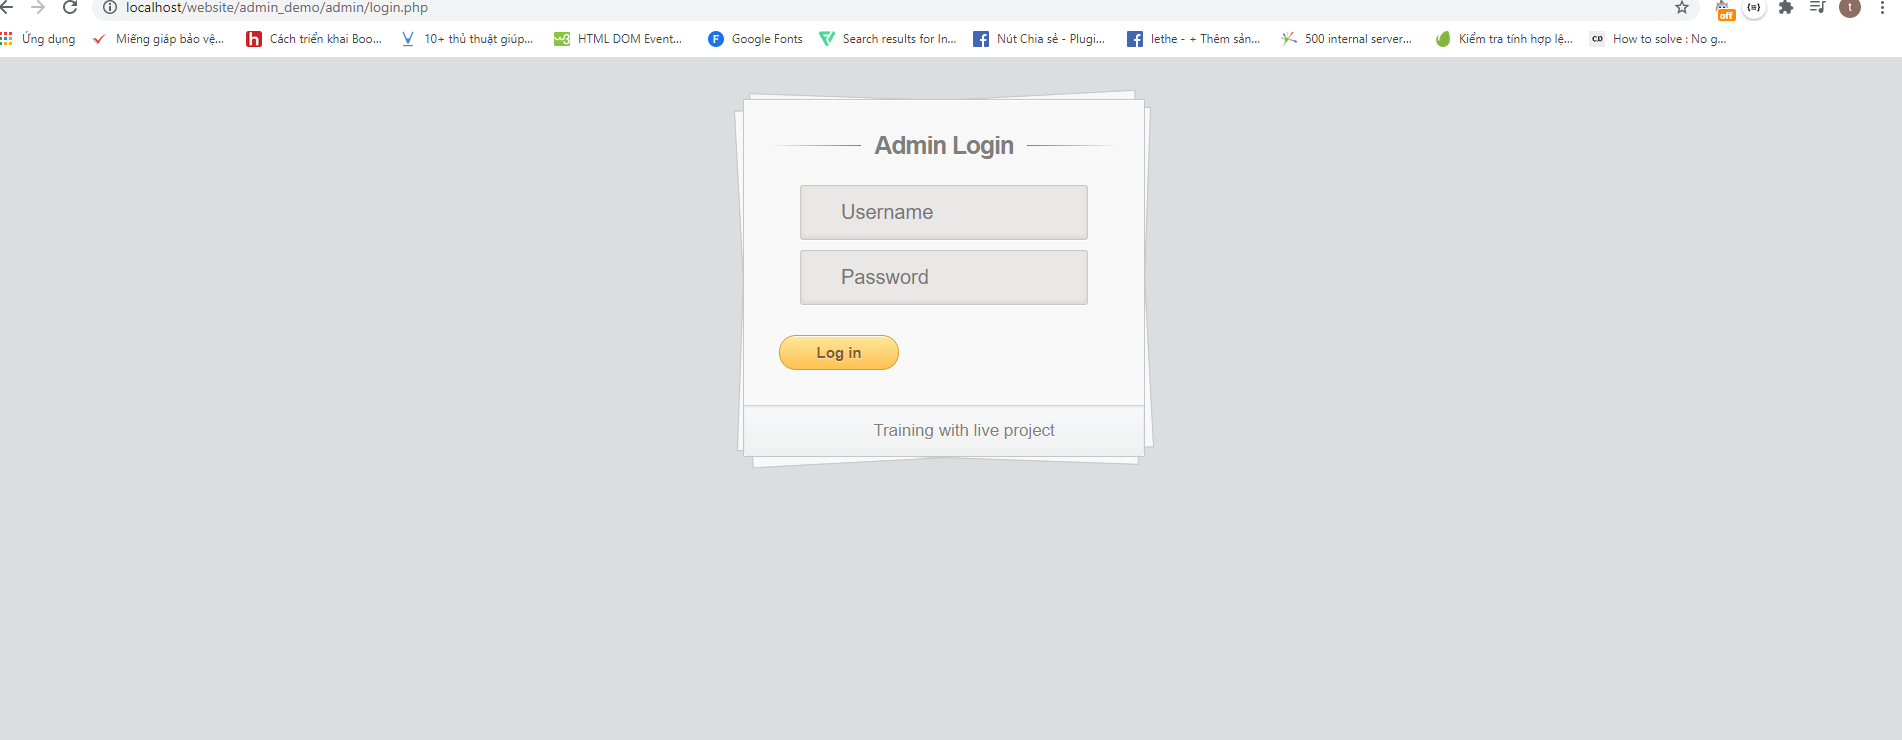 localhost/website/admin_demo/admin/login.php
t
off
Ứng dụng Miếng giáp bảo vệ... Cách triển khai Boo... 10+ thủ thuật giúp... HTML DOM Event... Google Fonts Search results for In... Nút Chia sẻ - Plugi... lethe - + Thêm sản... 500 internal server... Kiểm tra tính hợp lệ... How to solve : No g...
Admin Login
Username
Password
Log in
Training with live project